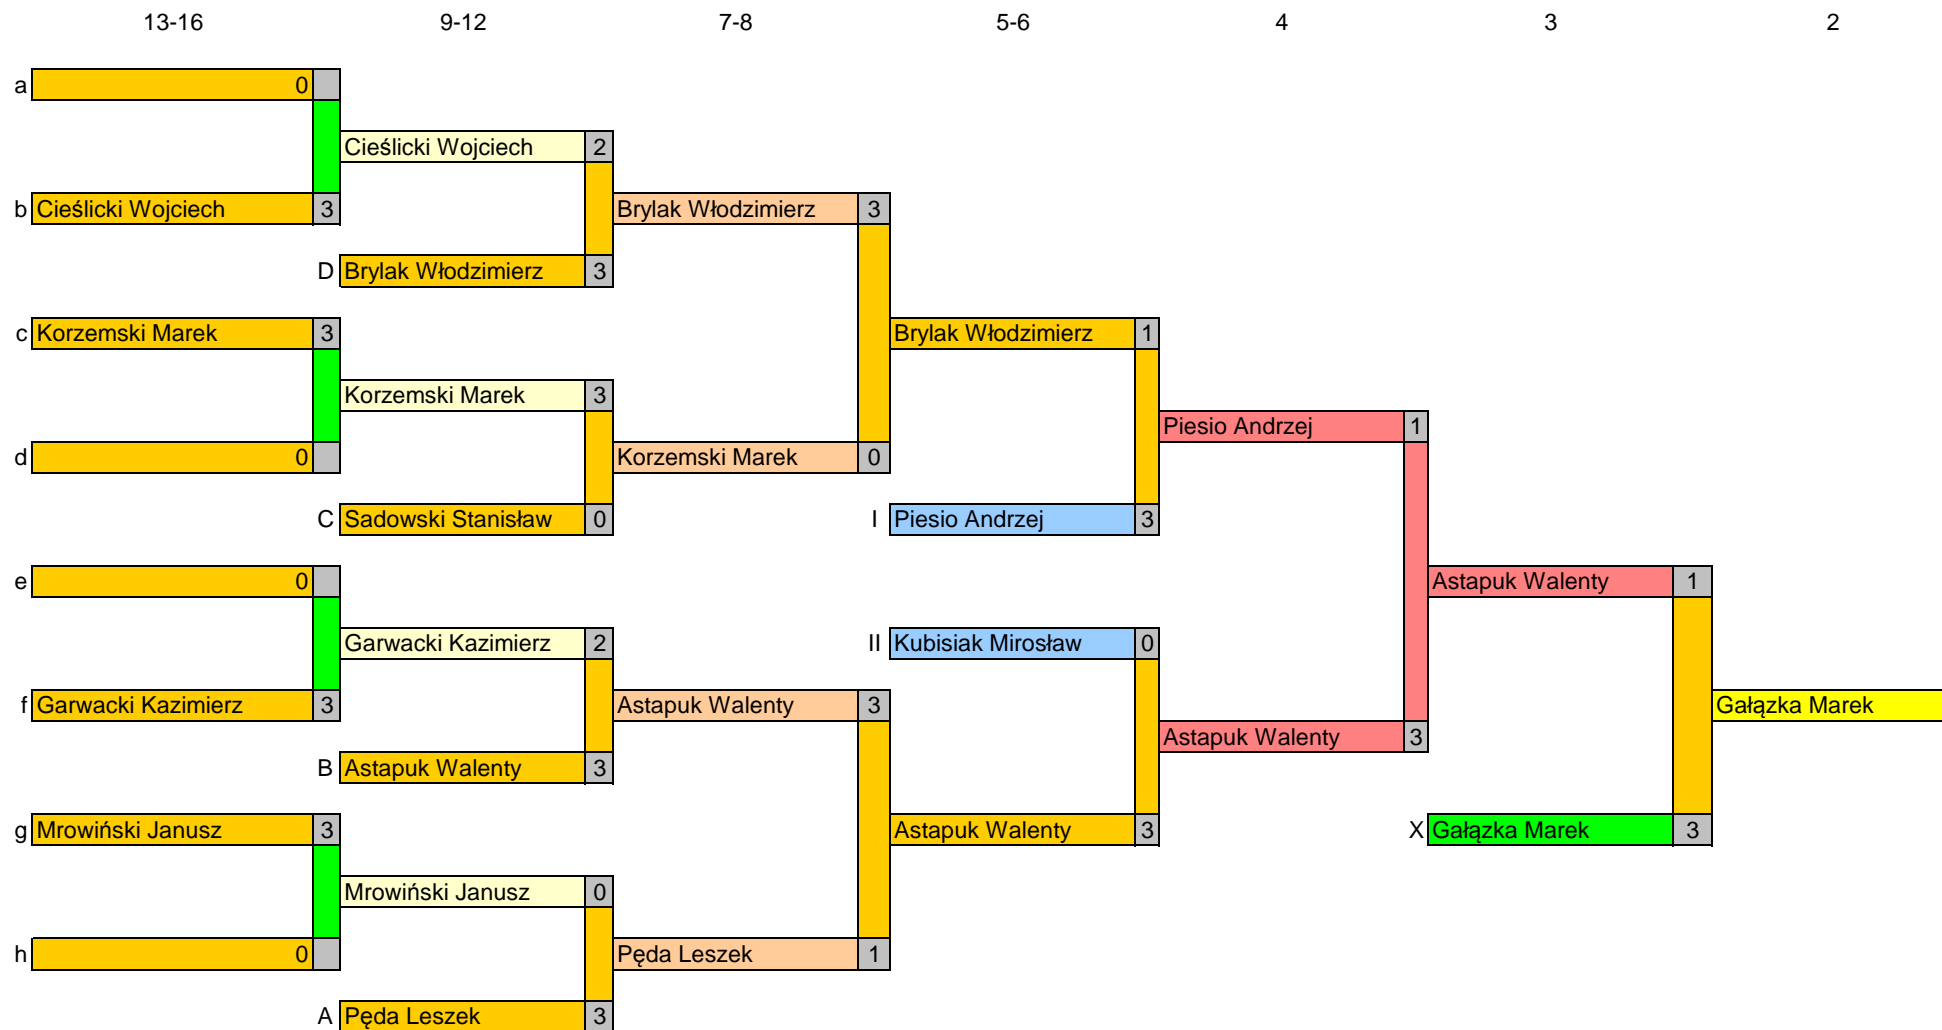 13-16 9-12 7-8 5-6 4 3 2
a 0
Cieślicki Wojciech 2
b Cieślicki Wojciech 3 Brylak Włodzimierz 3
D Brylak Włodzimierz 3
c Korzemski Marek 3 Brylak Włodzimierz 1
Korzemski Marek 3
Piesio Andrzej 1
d 0 Korzemski Marek 0
C Sadowski Stanisław 0 I Piesio Andrzej 3
e 0 Astapuk Walenty 1
Garwacki Kazimierz 2 II Kubisiak Mirosław 0
f Garwacki Kazimierz 3 Astapuk Walenty 3 Gałązka Marek
Astapuk Walenty 3
B Astapuk Walenty 3
g Mrowiński Janusz 3 Astapuk Walenty 3 X Gałązka Marek 3
Mrowiński Janusz 0
h 0 Pęda Leszek 1
A Pęda Leszek 3